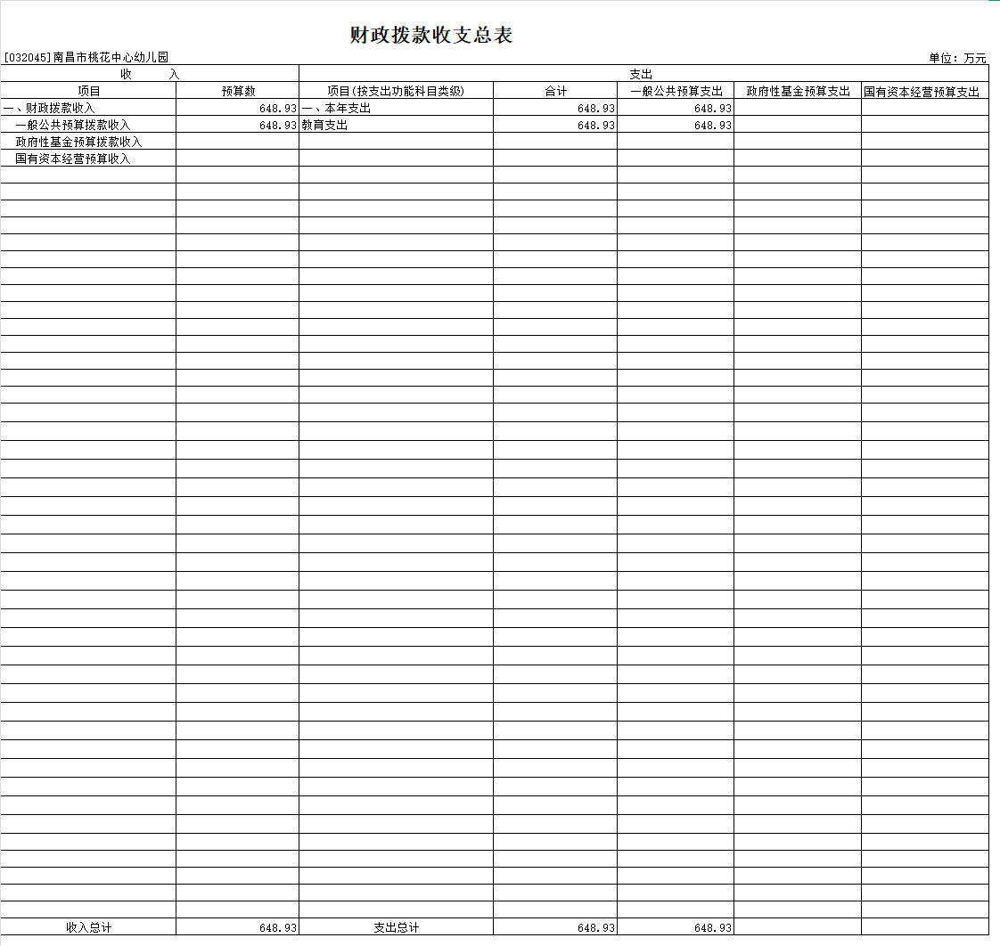 财政拨款收支总表
[032045]南昌市桃花中心幼儿园 单位：万元
收 入 支出
项目 预算数 项目(按支出功能科目类级) 合计 一般公共预算支出 政府性基金预算支出 国有资本经营预算支出
一、财政拨款收入 648.93 一、本年支出 648.93 648.93
一般公共预算拨款收入 648.93 教育支出 648.93 648.93
政府性基金预算拨款收入
国有资本经营预算收入
收入总计 648.93 支出总计 648.93 648.93